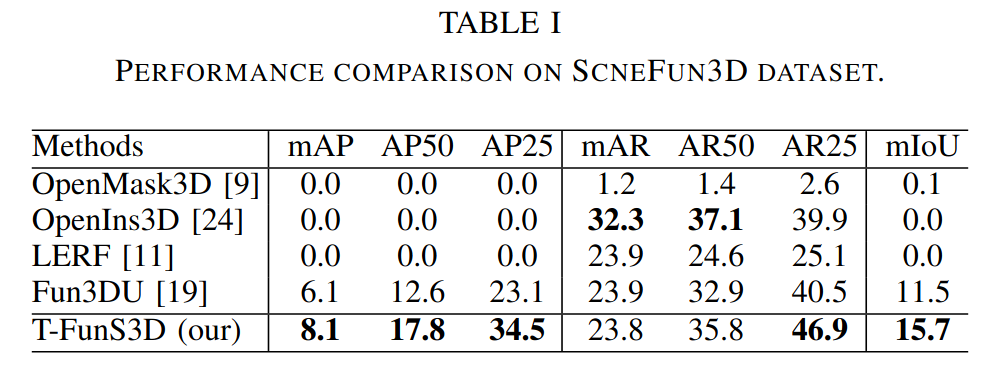 TABLE I
PERFORMANCE COMPARISON ON SCNEFUN3D DATASET.
Methods mAP AP50 AP25 mAR AR50 AR25 mIoU
OpenMask3D [9] 0.0 0.0 0.0 1.2 1.4 2.6 0.1
OpenIns3D [24] 0.0 0.0 0.0 32.3 37.1 39.9 0.0
LERF [11] 0.0 0.0 0.0 23.9 24.6 25.1 0.0
Fun3DU [19] 6.1 12.6 23.1 23.9 32.9 40.5 11.5
T-FunS3D (our) 8.1 17.8 34.5 23.8 35.8 46.9 15.7